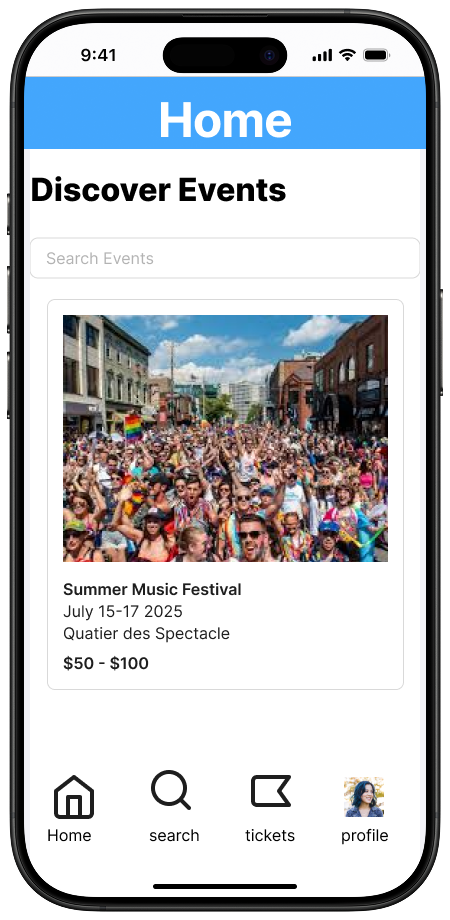 9:41
Home
Discover Events
Search Events
Summer Music Festival
July 15-17 2025
Quatier des Spectacle
$50 - $100
Home
search
tickets
profile